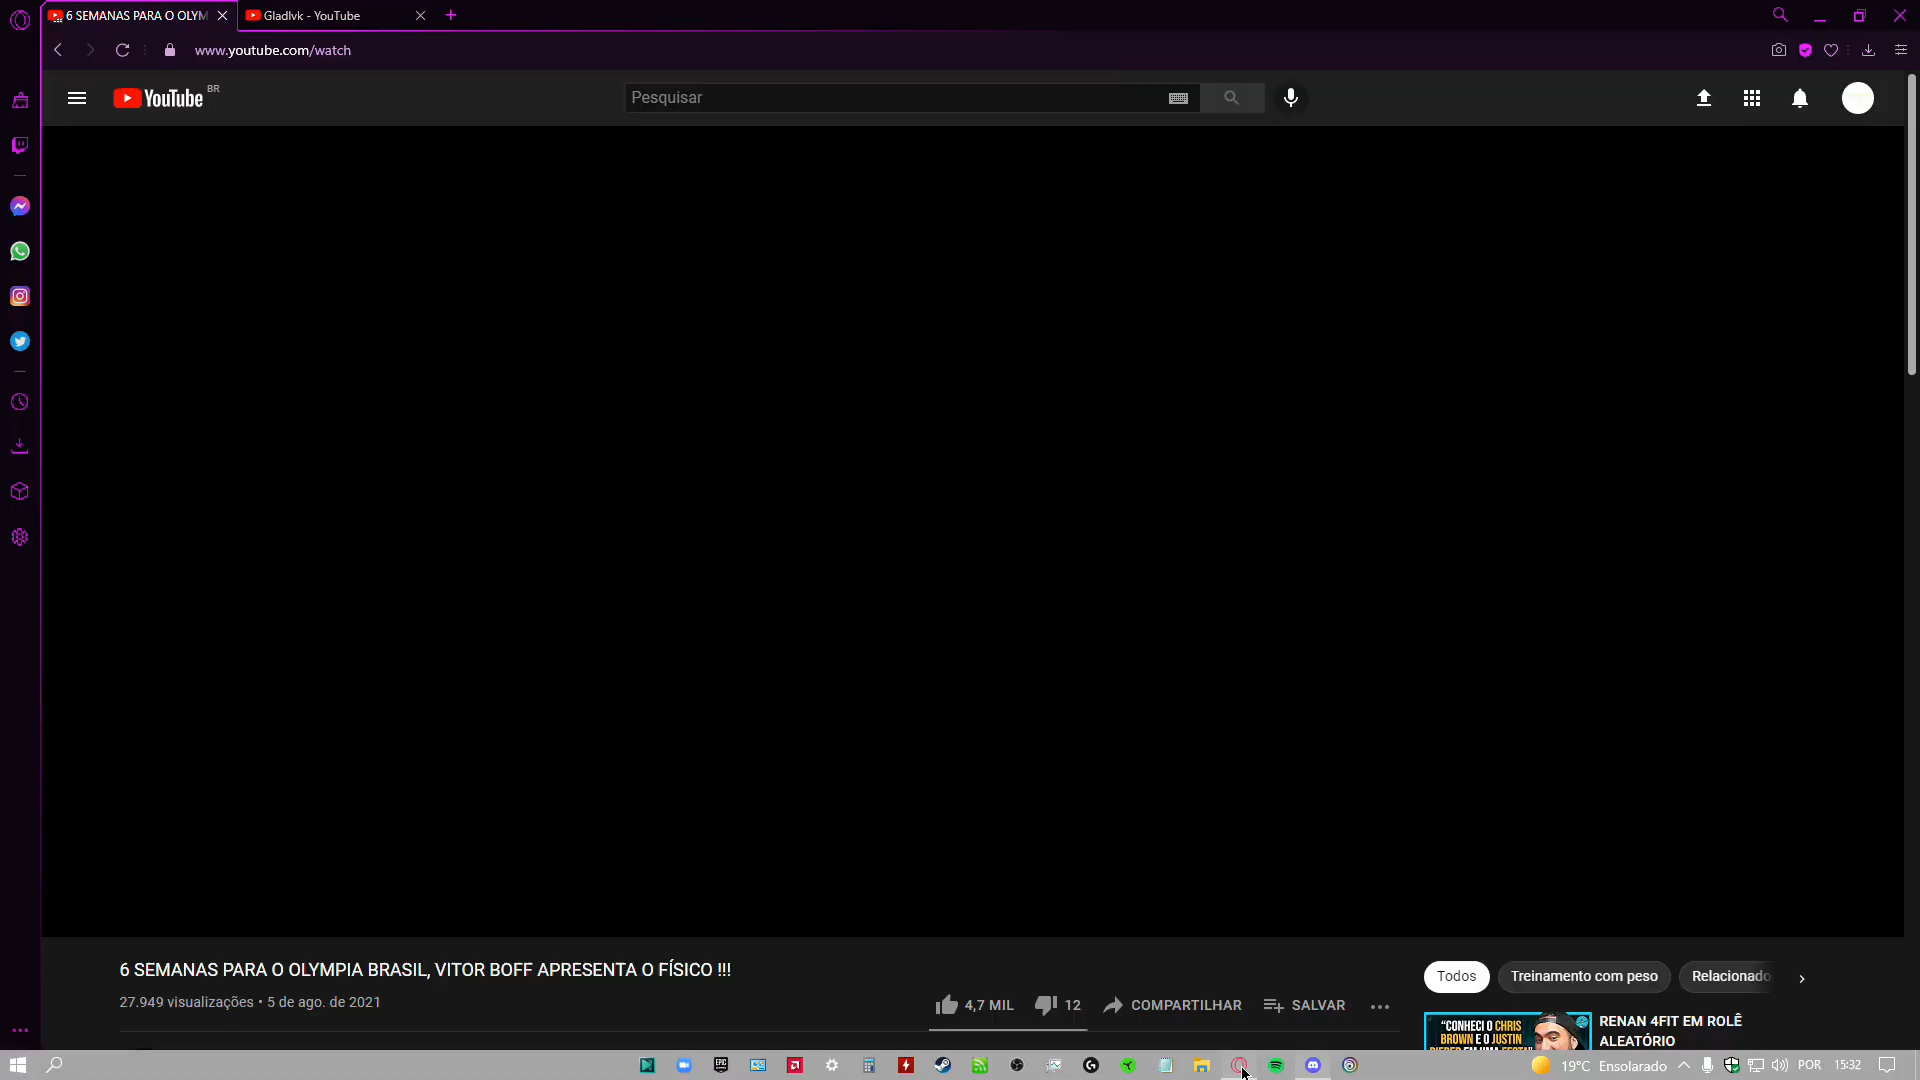 6 SEMANAS PARA O OLYM
Gladlvk - YouTube
www.youtube.com/watch
YouTube BR
Pesquisar
6 SEMANAS PARA O OLYMPIA BRASIL, VITOR BOFF APRESENTA O FÍSICO !!!
27.949 visualizações • 5 de ago. de 2021
4,7 MIL
12
COMPARTILHAR
SALVAR
Todos
Treinamento com peso
Relacionado
"CONHECI O CHRIS
BROWN E O JUSTIN
RENAN 4FIT EM ROLÊ
ALEATÓRIO
EPIC
19°C Ensolarado
POR
15:32